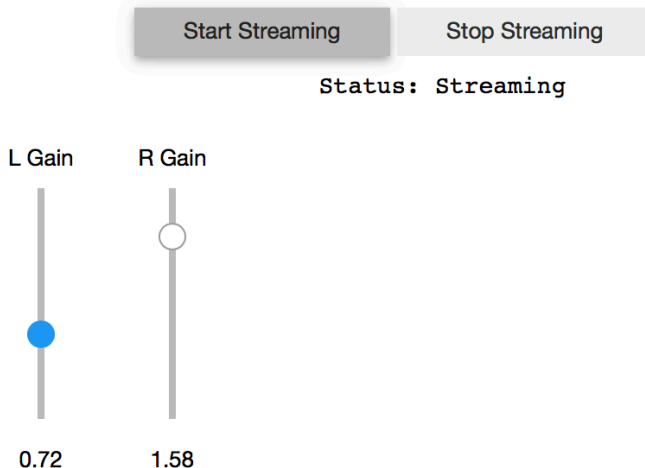 Start Streaming Stop Streaming
Status: Streaming
L Gain R Gain
0.72 1.58